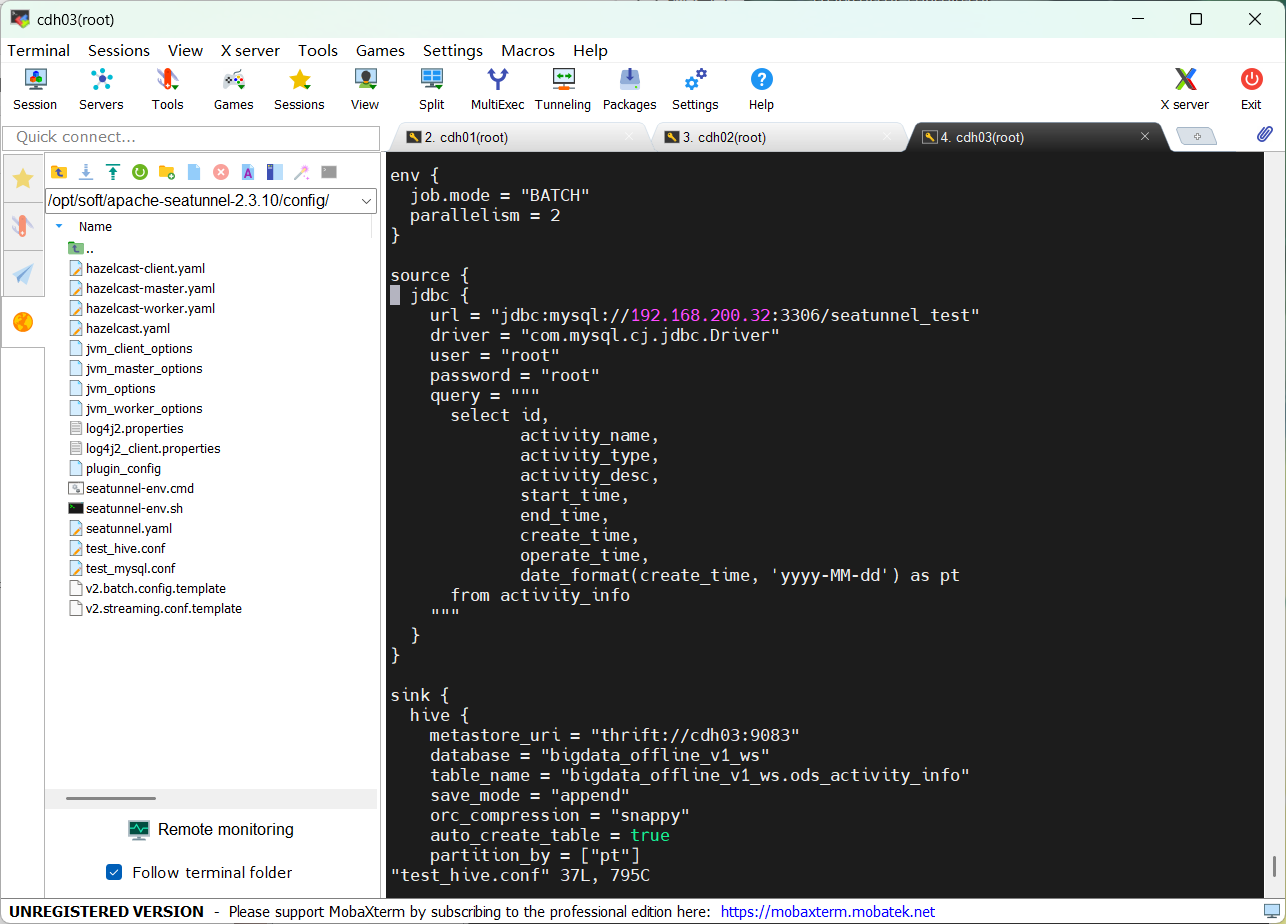 cdh03(root)
Terminal Sessions View X server Tools Games Settings Macros Help
Session Servers Tools Games Sessions View Split MultiExec Tunneling Packages Settings Help X server Exit
Quick connect...
2. cdh01(root) 3. cdh02(root) 4. cdh03(root)
/opt/soft/apache-seatunnel-2.3.10/config/
Name
..
hazelcast-client.yaml
hazelcast-master.yaml
hazelcast-worker.yaml
hazelcast.yaml
jvm_client_options
jvm_master_options
jvm_options
jvm_worker_options
log4j2.properties
log4j2_client.properties
plugin_config
seatunnel-env.cmd
seatunnel-env.sh
seatunnel.yaml
test_hive.conf
test_mysql.conf
v2.batch.config.template
v2.streaming.conf.template
Remote monitoring
Follow terminal folder
env {
  job.mode = "BATCH"
  parallelism = 2
}
source {
  jdbc {
    url = "jdbc:mysql://192.168.200.32:3306/seatunnel_test"
    driver = "com.mysql.cj.jdbc.Driver"
    user = "root"
    password = "root"
    query = """
      select id,
             activity_name,
             activity_type,
             activity_desc,
             start_time,
             end_time,
             create_time,
             operate_time,
             date_format(create_time, 'yyyy-MM-dd') as pt
      from activity_info
    """
  }
}
sink {
  hive {
    metastore_uri = "thrift://cdh03:9083"
    database = "bigdata_offline_v1_ws"
    table_name = "bigdata_offline_v1_ws.ods_activity_info"
    save_mode = "append"
    orc_compression = "snappy"
    auto_create_table = true
    partition_by = ["pt"]
"test_hive.conf" 37L, 795C
UNREGISTERED VERSION - Please support MobaXterm by subscribing to the professional edition here: https://mobaxterm.mobatek.net